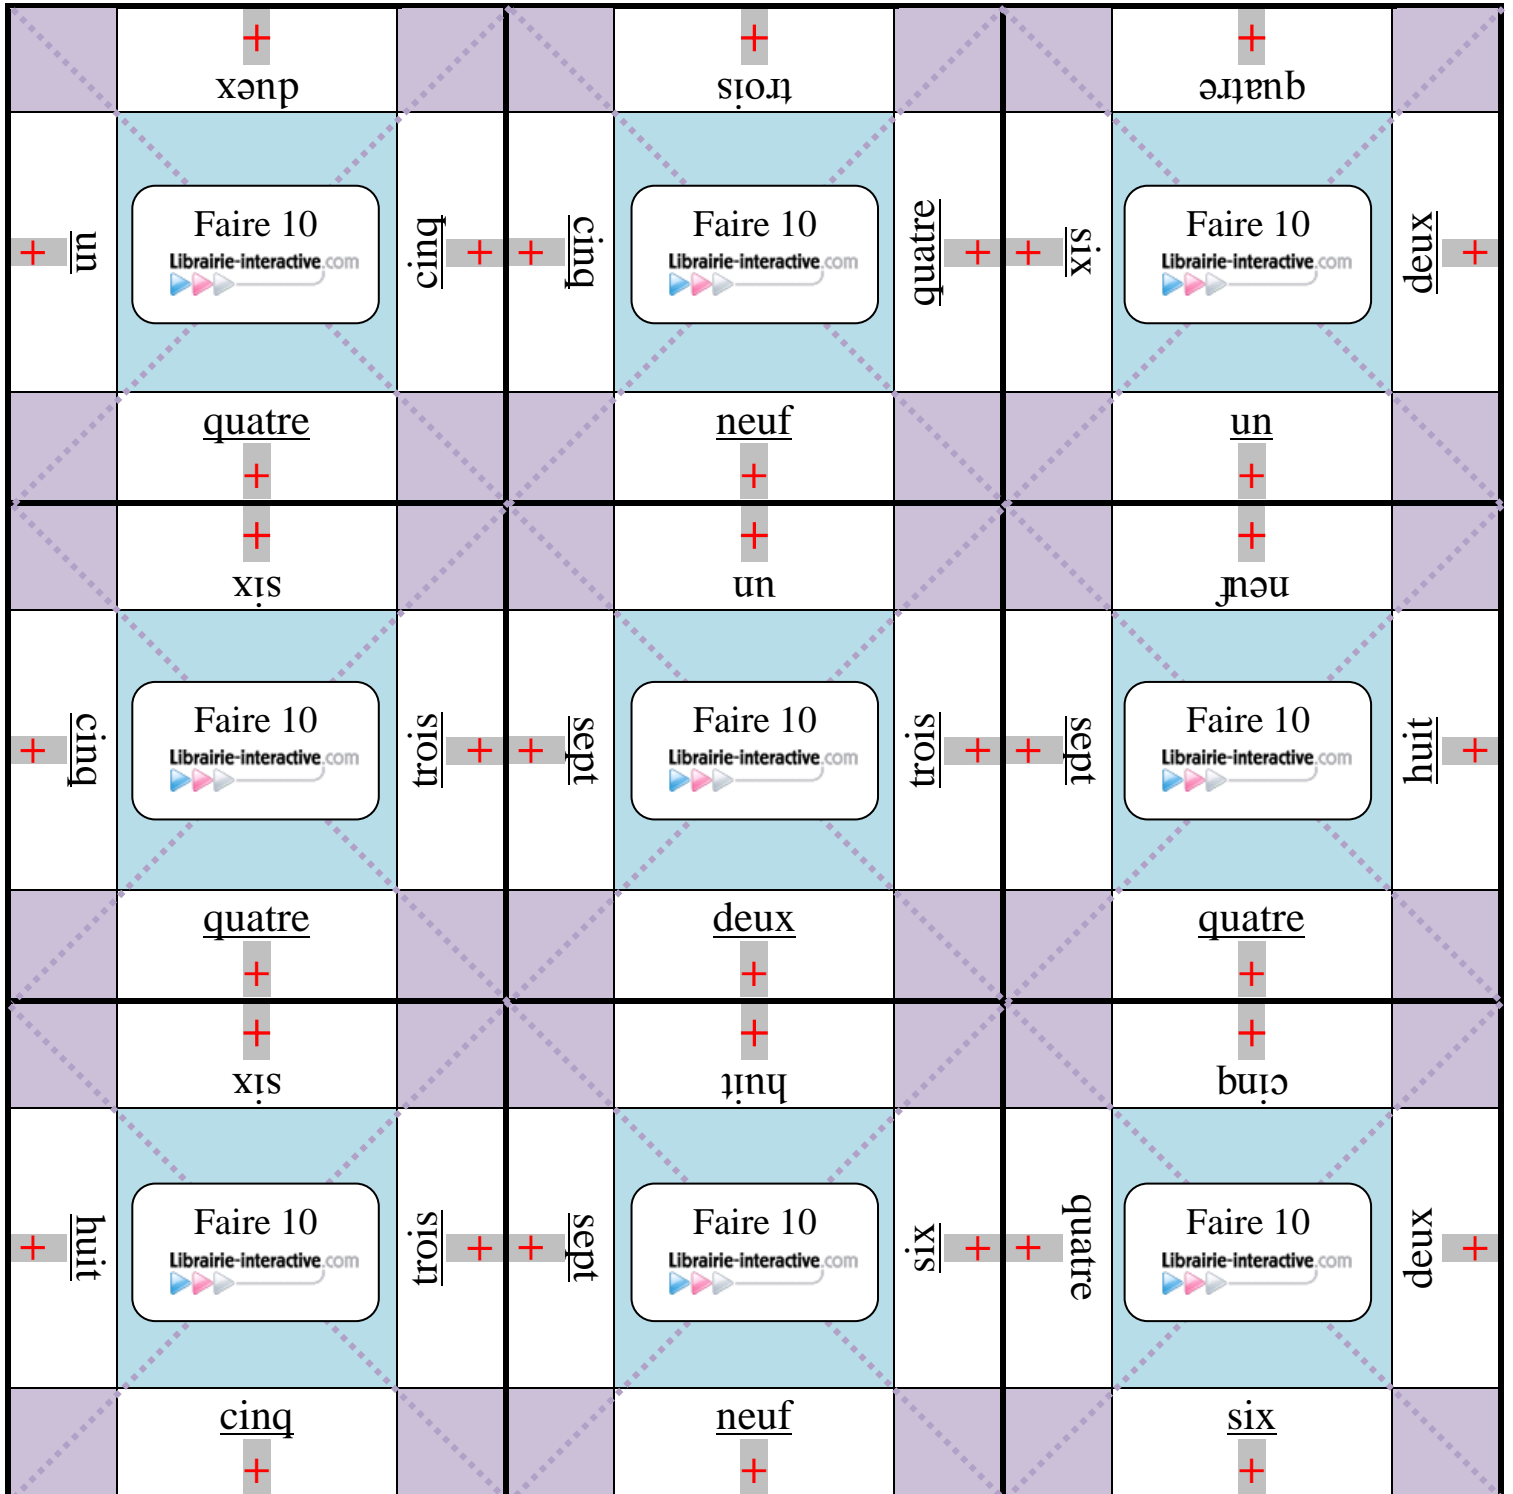 +
duex
+
trois
+
quatre
+ un
Faire 10
Librairie-interactive.com
cinq +
+ cinq
Faire 10
Librairie-interactive.com
quatre +
+ six
Faire 10
Librairie-interactive.com
deux +
quatre
+
neuf
+
un
+
+
six
+
un
+
neuf
+ cinq
Faire 10
Librairie-interactive.com
trois +
+ sept
Faire 10
Librairie-interactive.com
trois +
+ sept
Faire 10
Librairie-interactive.com
huit +
quatre
+
deux
+
quatre
+
+
six
+
huit
+
cinq
+ huit
Faire 10
Librairie-interactive.com
trois +
+ sept
Faire 10
Librairie-interactive.com
six +
+ quatre
Faire 10
Librairie-interactive.com
deux +
cinq
+
neuf
+
six
+